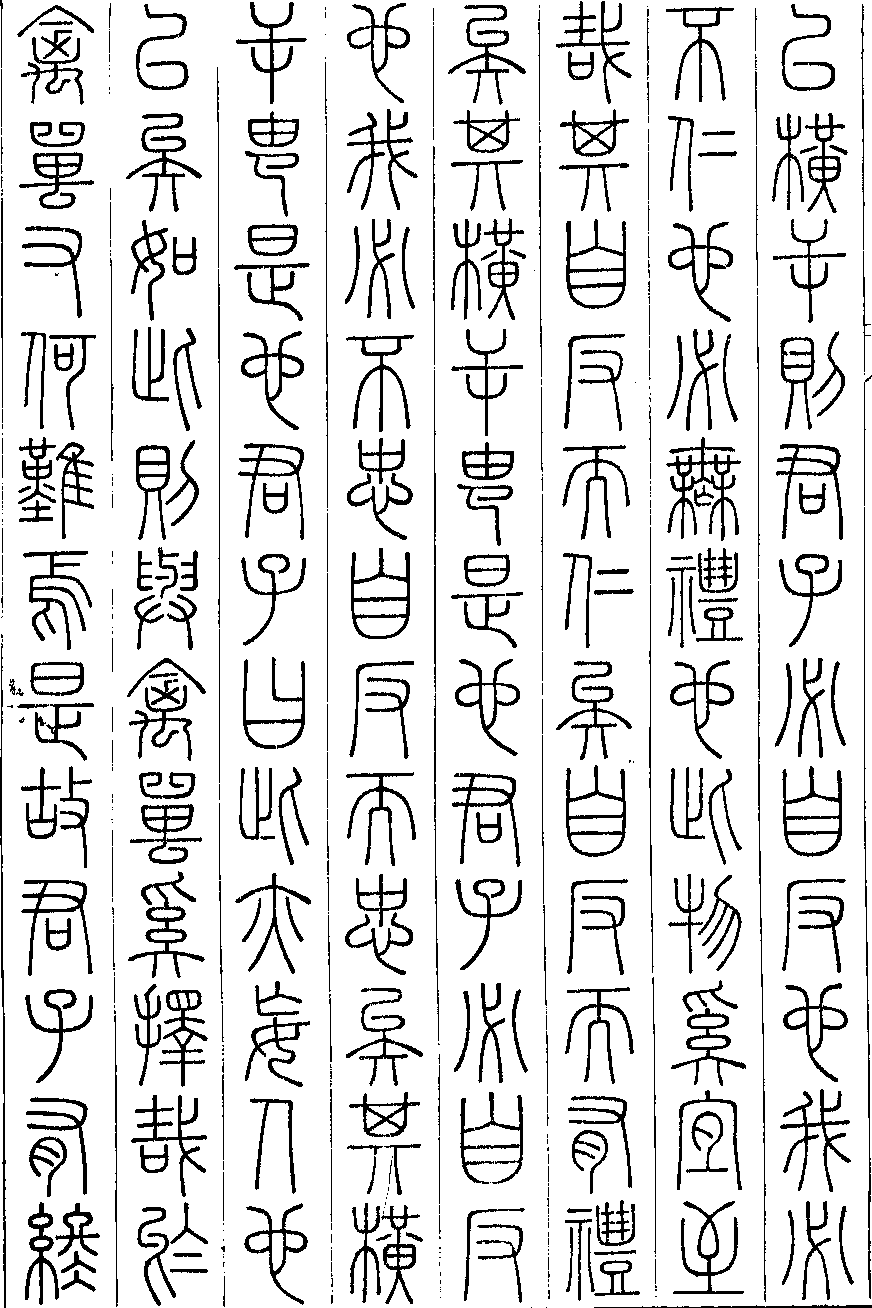 以橫逆則君子必自反也我必
不仁也必無禮也此物奚宜至
哉其自反而仁矣自反而有禮
矣其橫逆由是也君子必自反
也我必不忠自反而忠矣其橫
逆由是也君子曰此亦妄人也
已矣如此則與禽獸奚擇哉於
禽獸又何難焉是故君子有終